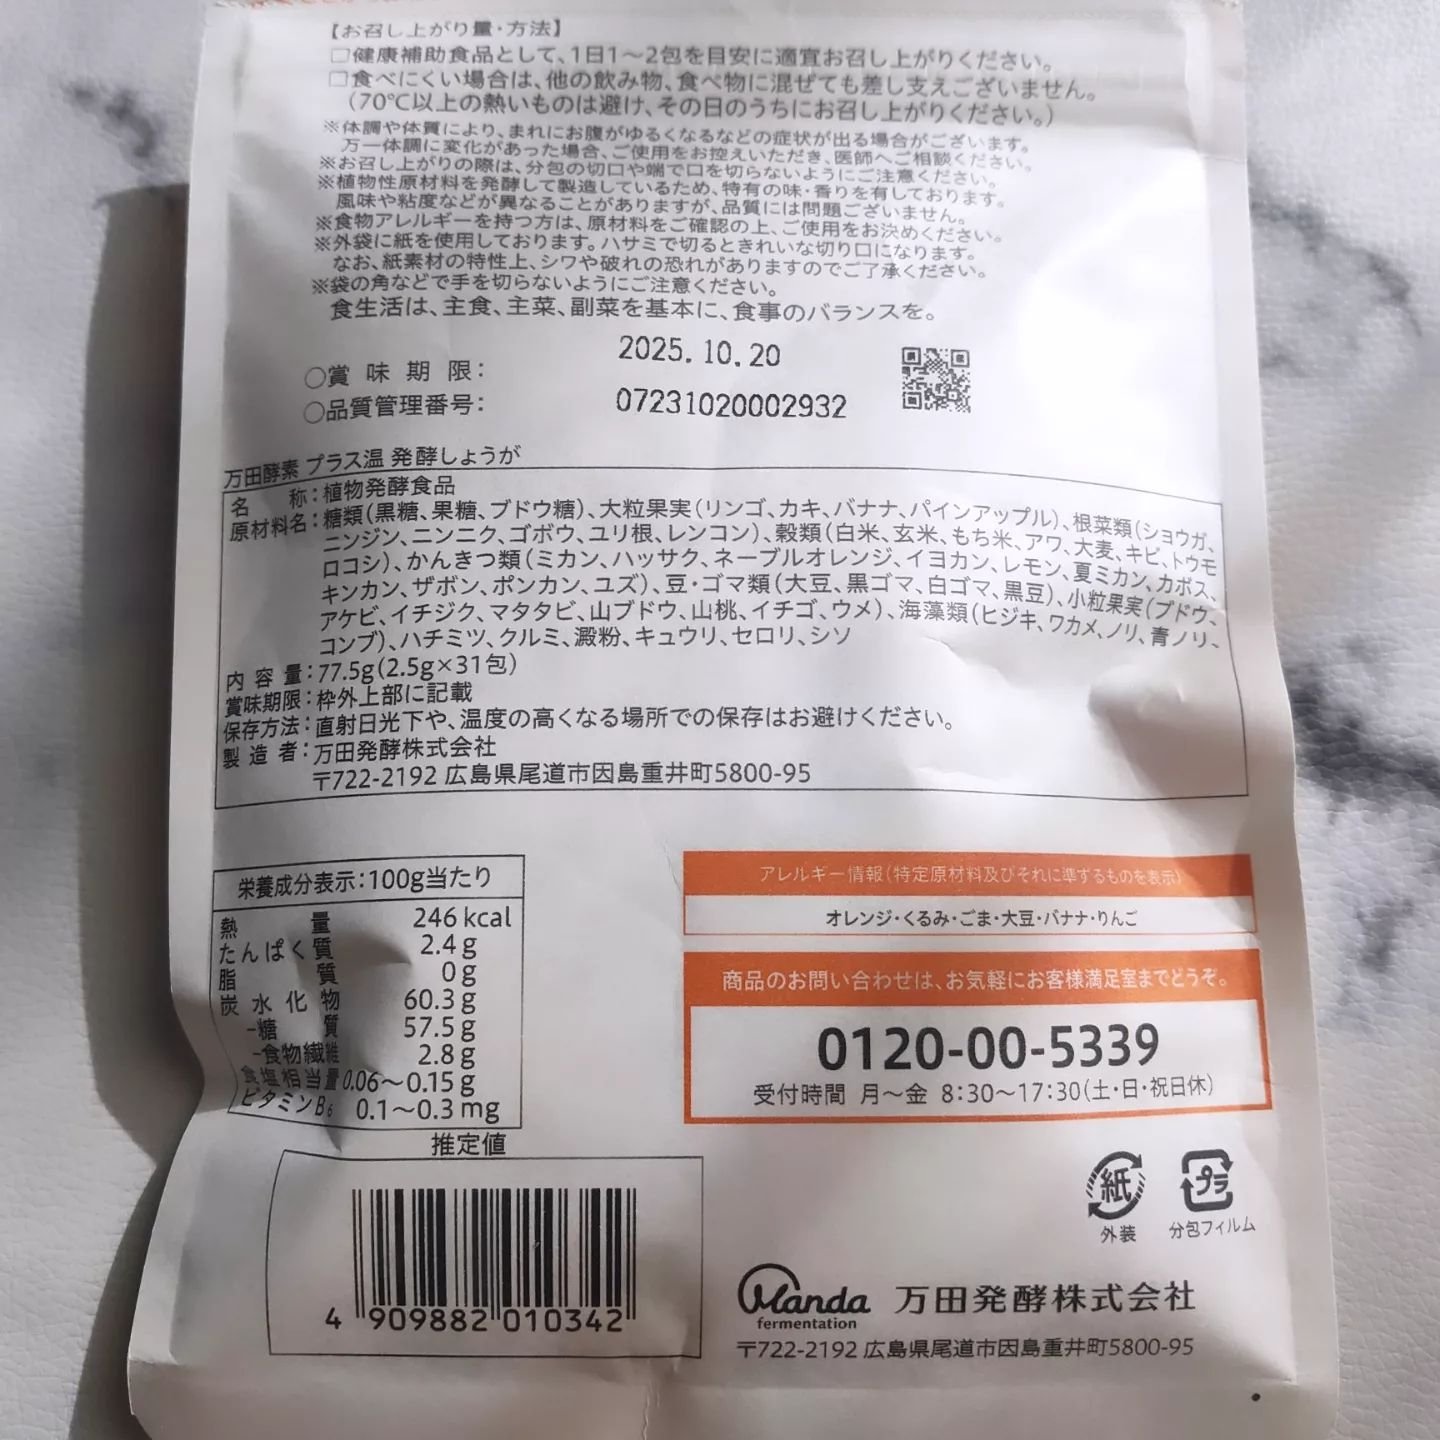 【お召し上がり量・方法】
□健康補助食品として、1日1〜2包を目安に適宜お召し上がりください。
□食べにくい場合は、他の飲み物、食べ物に混ぜても差し支えございません。
(70℃以上の熱いものは避け、その日のうちにお召し上がりください。)
※体調や体質により、まれにお腹がゆるくなるなどの症状が出る場合がございます。
万一体調に変化があった場合、ご使用をお控えいただき、医師へご相談ください。
※お召し上がりの際は、分包の切口や端で口を切らないようにご注意ください。
※植物性原材料を発酵して製造しているため、特有の味・香りを有しております。
風味や粘度などが異なることがありますが、品質には問題ございません。
※食物アレルギーを持つ方は、原材料をご確認の上、ご使用をお決めください。
※外袋に紙を使用しております。ハサミで切るときれいな切り口になります。
なお、紙素材の特性上、シワや破れの恐れがありますのでご了承ください。
※袋の角などで手を切らないようにご注意ください。
食生活は、主食、主菜、副菜を基本に、食事のバランスを。
○賞味期限: 2025.10.20
○品質管理番号: 07231020002932
万田酵素 プラス温 発酵しょうが
名称:植物発酵食品
原材料名:糖類(黒糖、果糖、ブドウ糖)、大粒果実(リンゴ、カキ、バナナ、パインアップル)、根菜類(ショウガ、
ニンジン、ニンニク、ゴボウ、ユリ根、レンコン)、穀類(白米、玄米、もち米、アワ、大麦、キビ、トウモ
ロコシ)、かんきつ類(ミカン、ハッサク、ネーブルオレンジ、イヨカン、レモン、夏ミカン、カボス、
キンカン、ザボン、ポンカン、ユズ)、豆・ゴマ類(大豆、黒ゴマ、白ゴマ、黒豆)、小粒果実(ブドウ、
アケビ、イチジク、マタタビ、山ブドウ、山桃、イチゴ、ウメ)、海藻類(ヒジキ、ワカメ、ノリ、青ノリ、
コンブ)、ハチミツ、クルミ、澱粉、キュウリ、セロリ、シソ
内容量:77.5g(2.5g×31包)
賞味期限:枠外上部に記載
保存方法:直射日光下や、温度の高くなる場所での保存はお避けください。
製造者:万田発酵株式会社
〒722-2192 広島県尾道市因島重井町5800-95
栄養成分表示:100g当たり
熱量 246kcal
たんぱく質 2.4g
脂質 0g
炭水化物 60.3g
-糖質 57.5g
-食物繊維 2.8g
食塩相当量 0.06〜0.15g
ビタミンB6 0.1〜0.3mg
推定値
アレルギー情報(特定原材料及びそれに準ずるものを表示)
オレンジ・くるみ・ごま・大豆・バナナ・りんご
商品のお問い合わせは、お気軽にお客様満足室までどうぞ。
0120-00-5339
受付時間 月〜金 8:30〜17:30(土・日・祝日休)
紙
外装
プラ
分包フィルム
4 909882 010342
Manda
fermentation
万田発酵株式会社
〒722-2192 広島県尾道市因島重井町5800-95